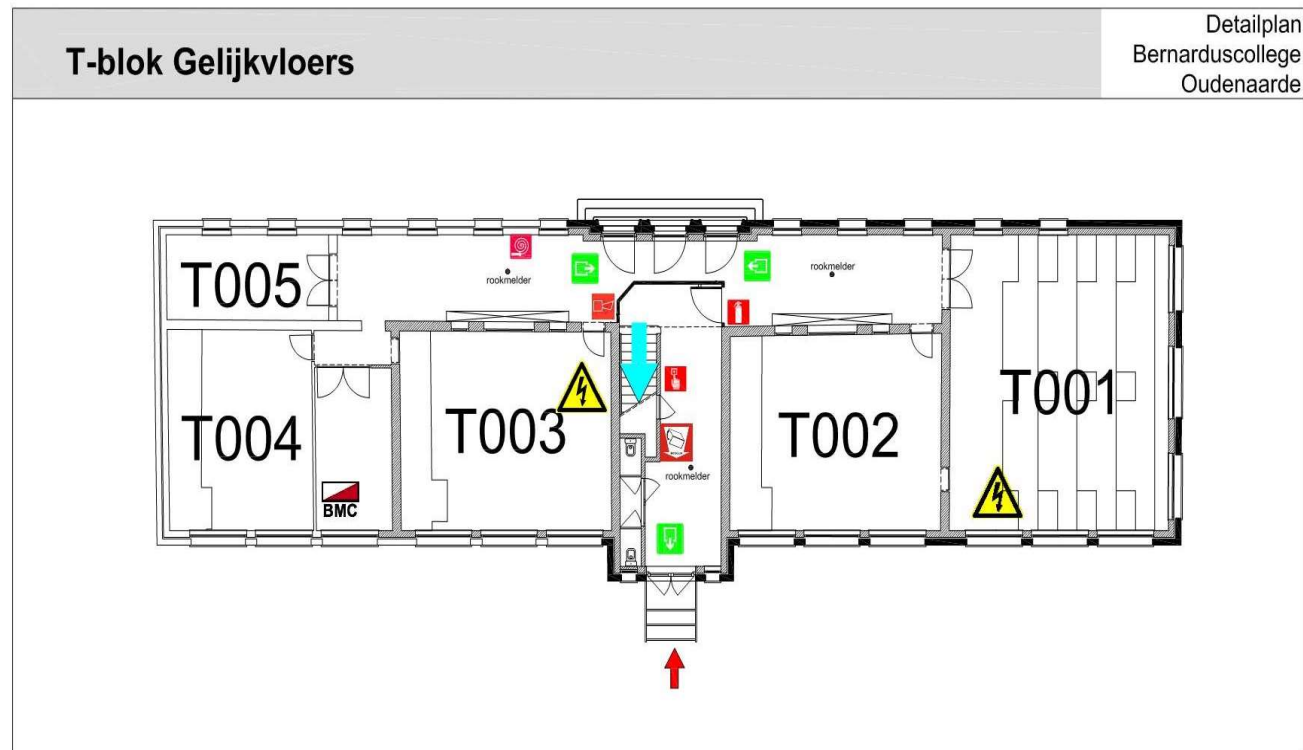 T-blok Gelijkvloers
Detailplan
Bernarduscollege
Oudenaarde
T005
rookmelder
rookmelder
T004
T003
T002
T001
rookmelder
BMC